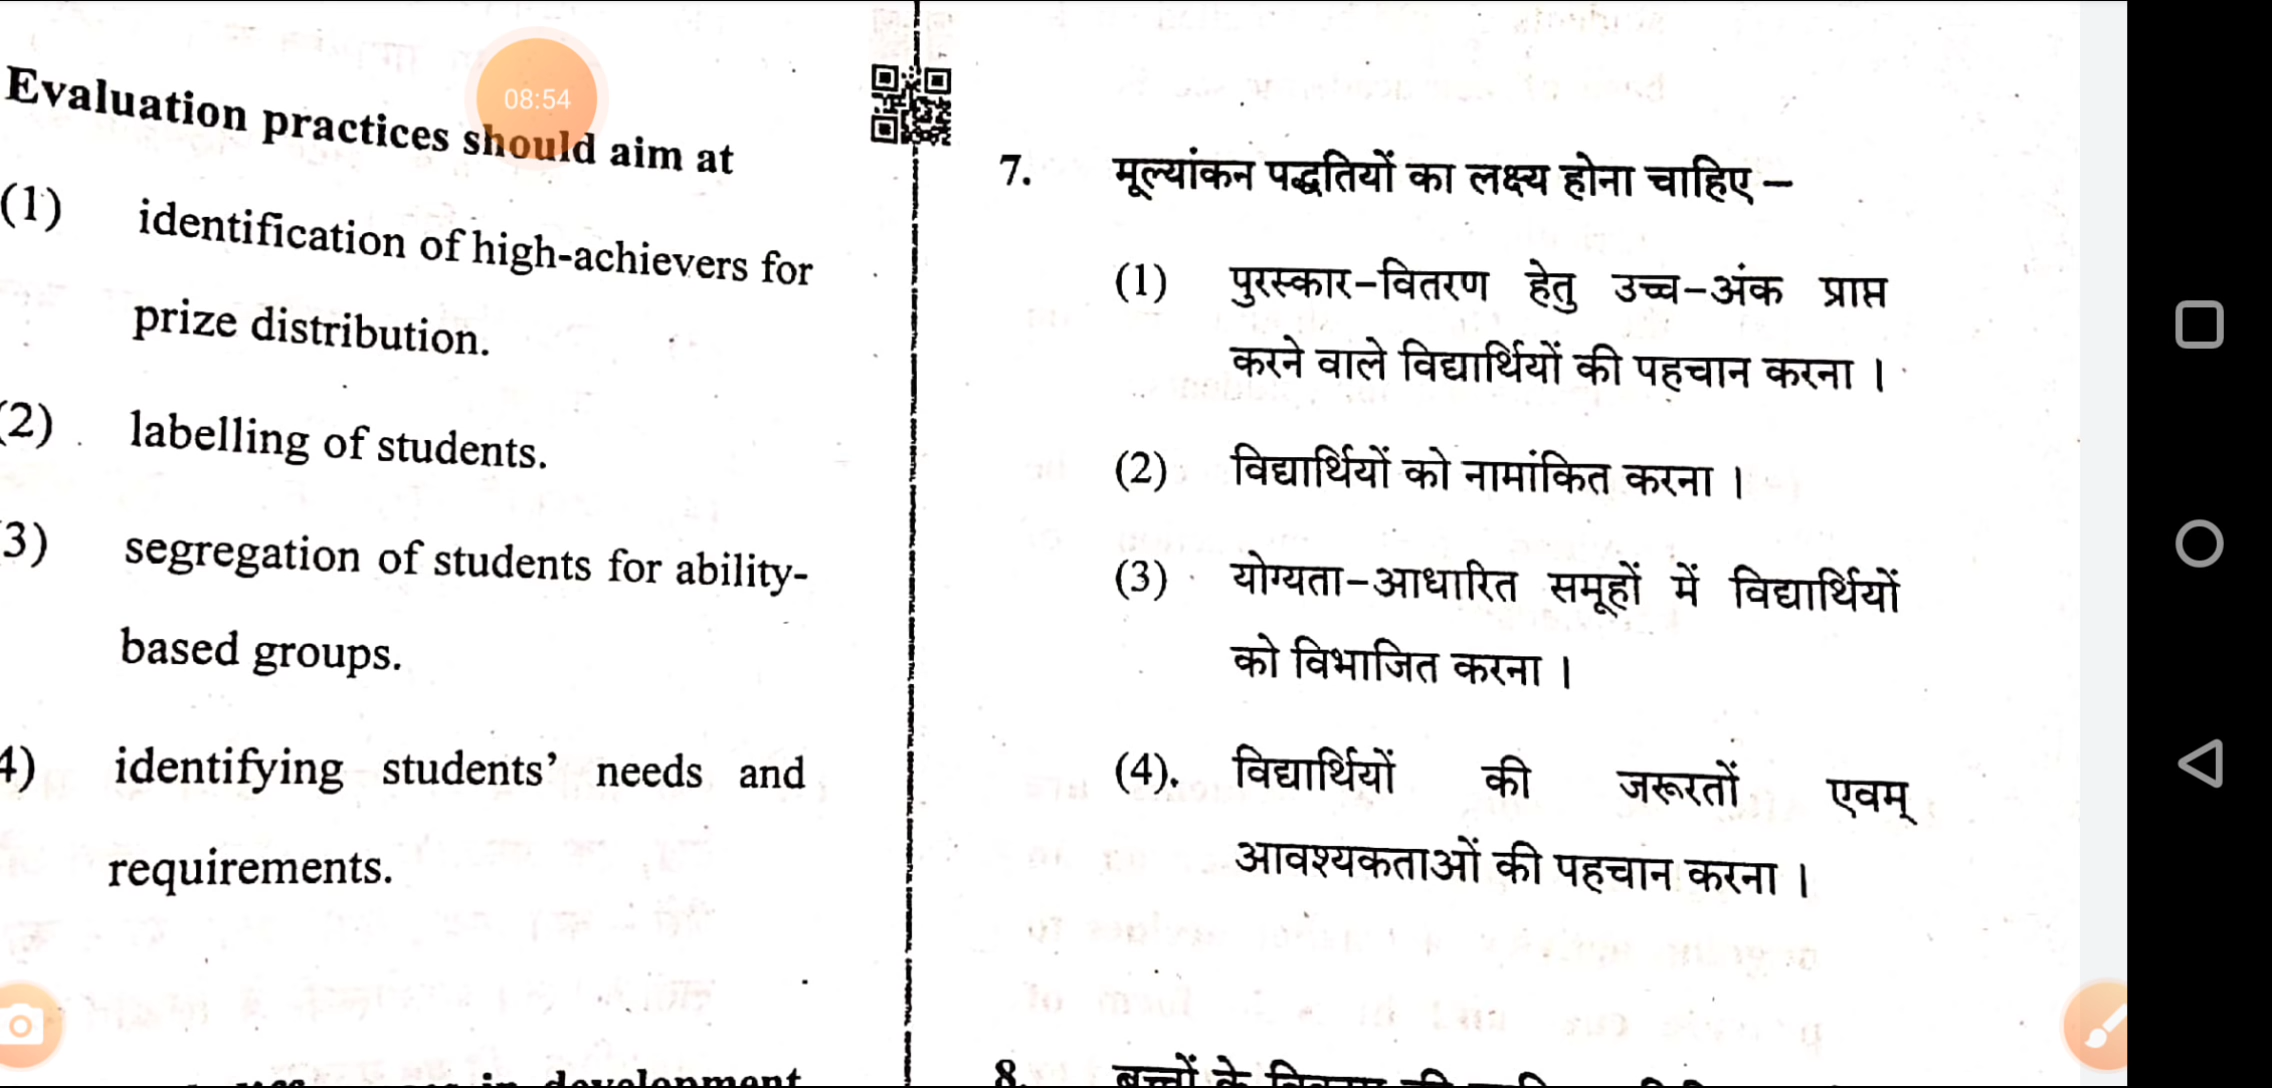 Evaluation practices should aim at
(1) identification of high-achievers for
prize distribution.
(2) labelling of students.
3) segregation of students for ability-
based groups.
4) identifying students' needs and
requirements.
08:54
7. मूल्यांकन पद्धतियों का लक्ष्य होना चाहिए –
(1) पुरस्कार-वितरण हेतु उच्च-अंक प्राप्त
करने वाले विद्यार्थियों की पहचान करना ।
(2) विद्यार्थियों को नामांकित करना ।
(3) योग्यता-आधारित समूहों में विद्यार्थियों
को विभाजित करना ।
(4). विद्यार्थियों की जरूरतों एवम्
आवश्यकताओं की पहचान करना ।
8. बच्चों के